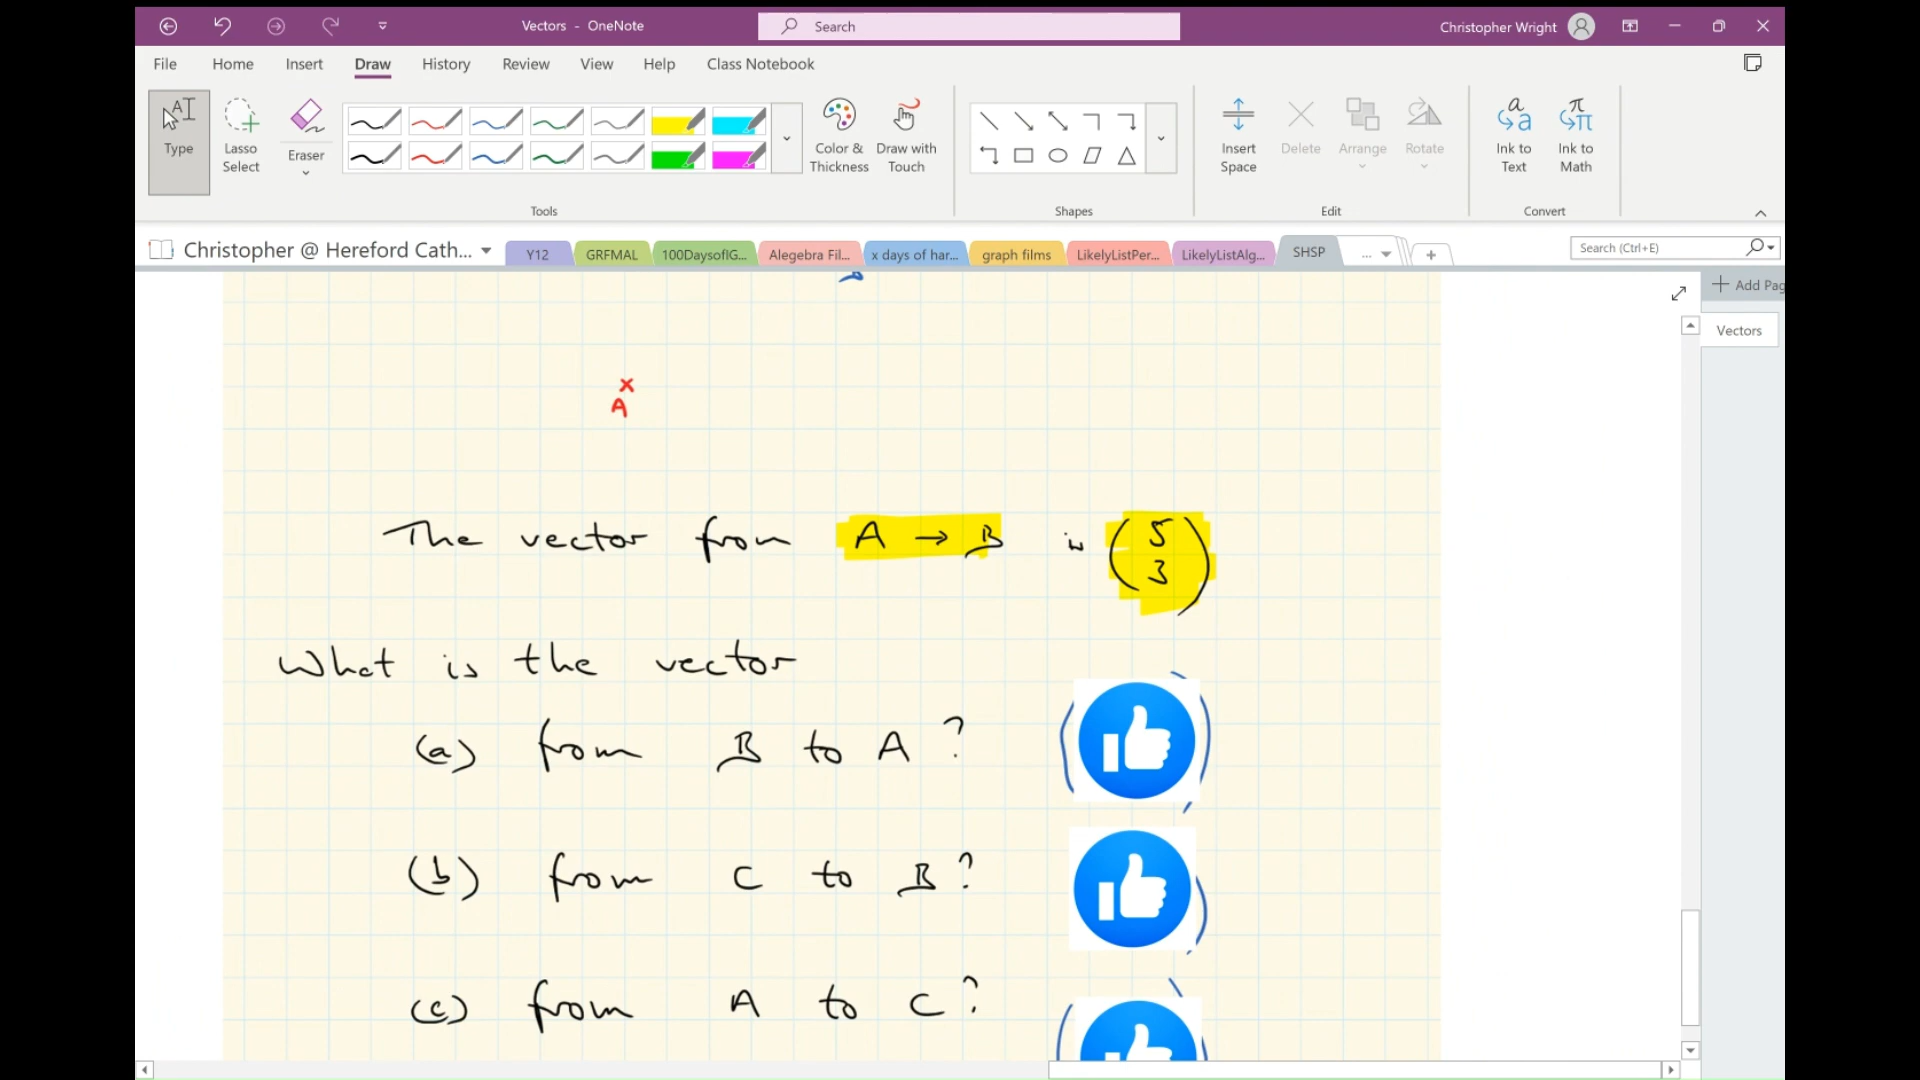 Vectors - OneNote
Search
Christopher Wright
File Home Insert Draw History Review View Help Class Notebook
Type
Lasso Select
Eraser
Color & Thickness
Draw with Touch
Insert Space
Delete
Arrange
Rotate
Ink to Text
Ink to Math
Tools
Shapes
Edit
Convert
Christopher @ Hereford Cath...
Y12
GRFMAL
100DaysofIG...
Alegebra Fil...
x days of har...
graph films
LikelyListPer...
LikelyListAlg...
SHSP
...
Search (Ctrl+E)
Add Pag
Vectors
x
A
The vector from A → B is (5
3)
What is the vector
(a) from B to A ?
(b) from C to B?
(c) from A to C?